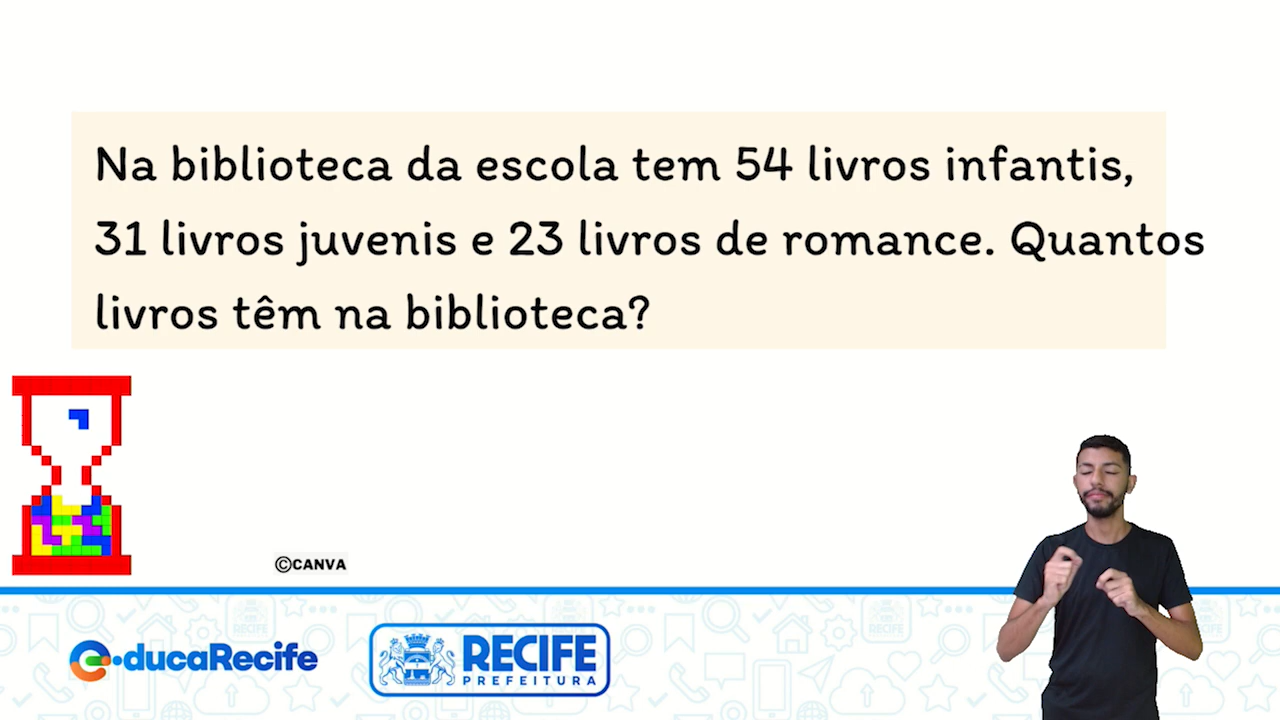 Na biblioteca da escola tem 54 livros infantis,
31 livros juvenis e 23 livros de romance. Quantos
livros têm na biblioteca?
©CANVA
educaRecife
RECIFE
PREFEITURA